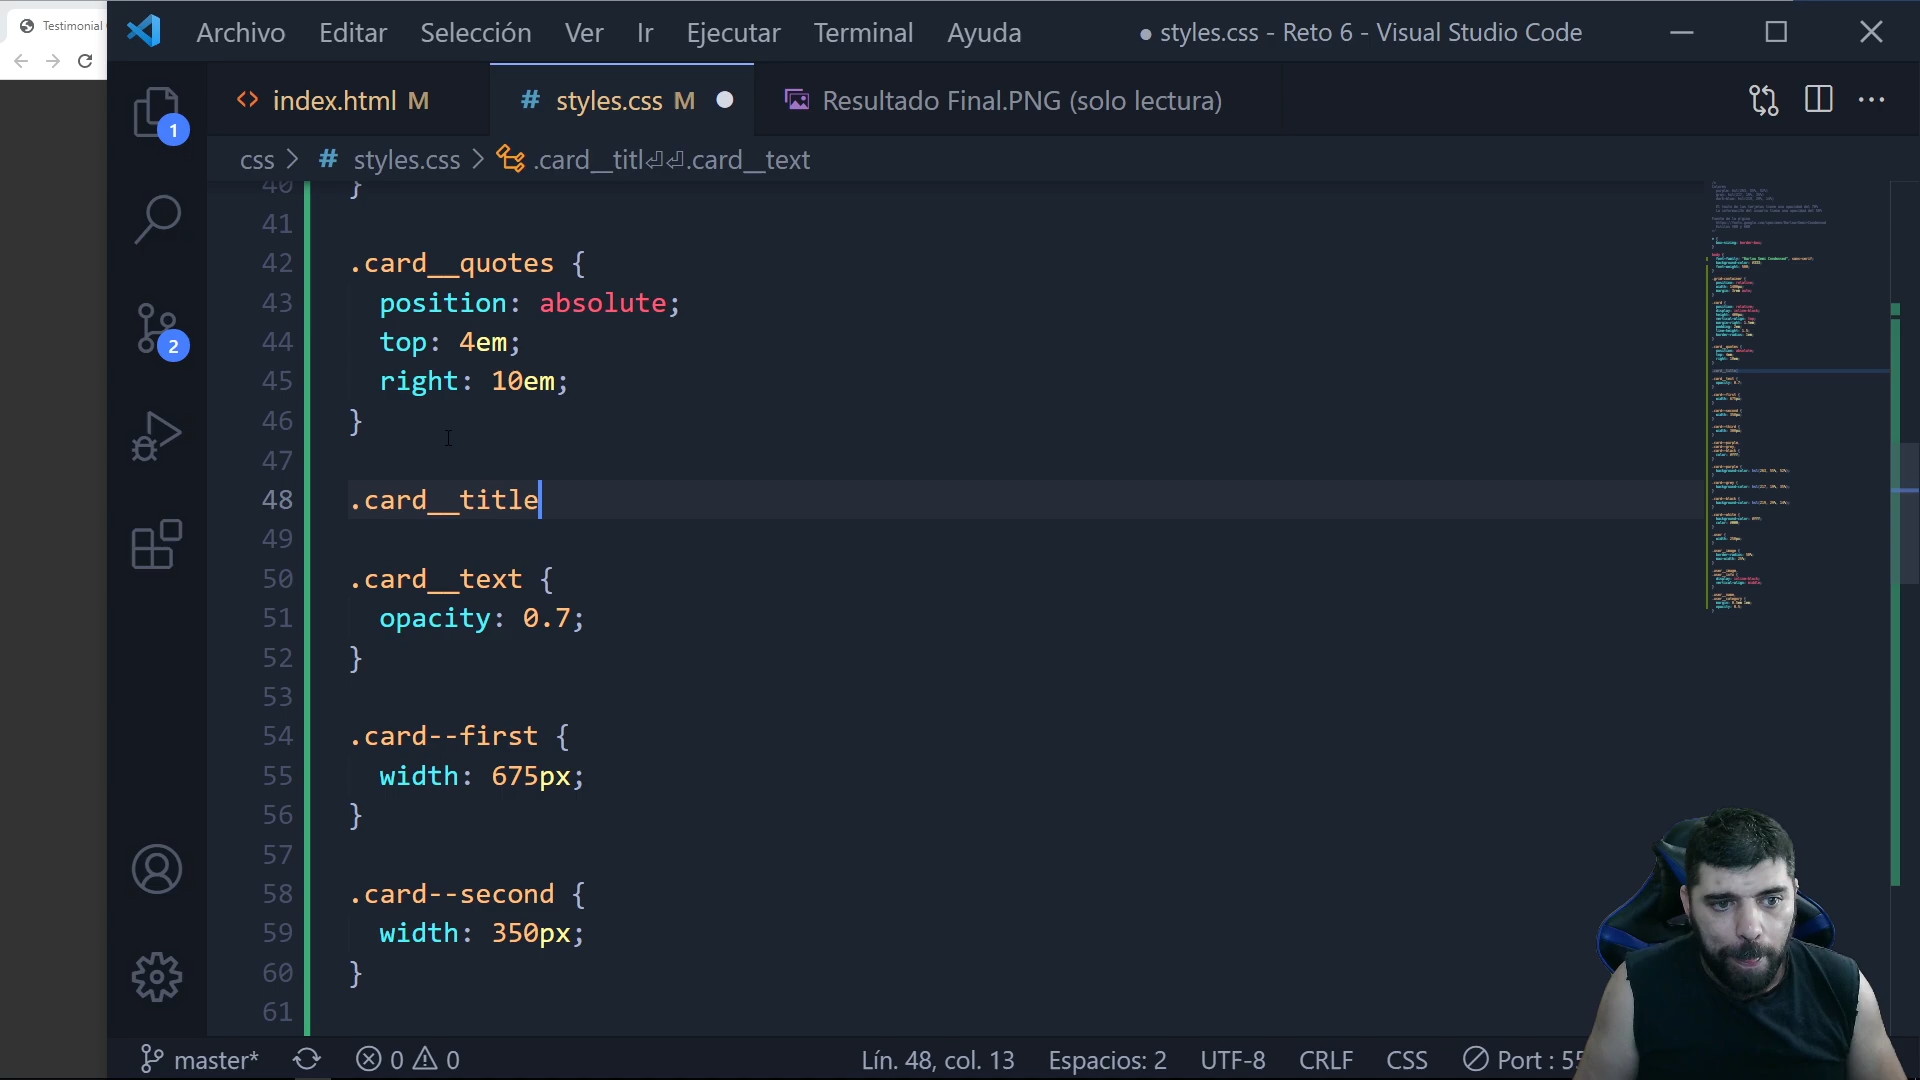 Testimonial
Archivo Editar Selección Ver Ir Ejecutar Terminal Ayuda ● styles.css - Reto 6 - Visual Studio Code
<> index.html M # styles.css M Resultado Final.PNG (solo lectura) ...
css > # styles.css > .card__titl⏎⏎.card__text
1
2
40 }
41
42 .card__quotes {
43 position: absolute;
44 top: 4em;
45 right: 10em;
46 }
47
48 .card__title
49
50 .card__text {
51 opacity: 0.7;
52 }
53
54 .card--first {
55 width: 675px;
56 }
57
58 .card--second {
59 width: 350px;
60 }
61
master* 0 0 Lín. 48, col. 13 Espacios: 2 UTF-8 CRLF CSS Port : 55